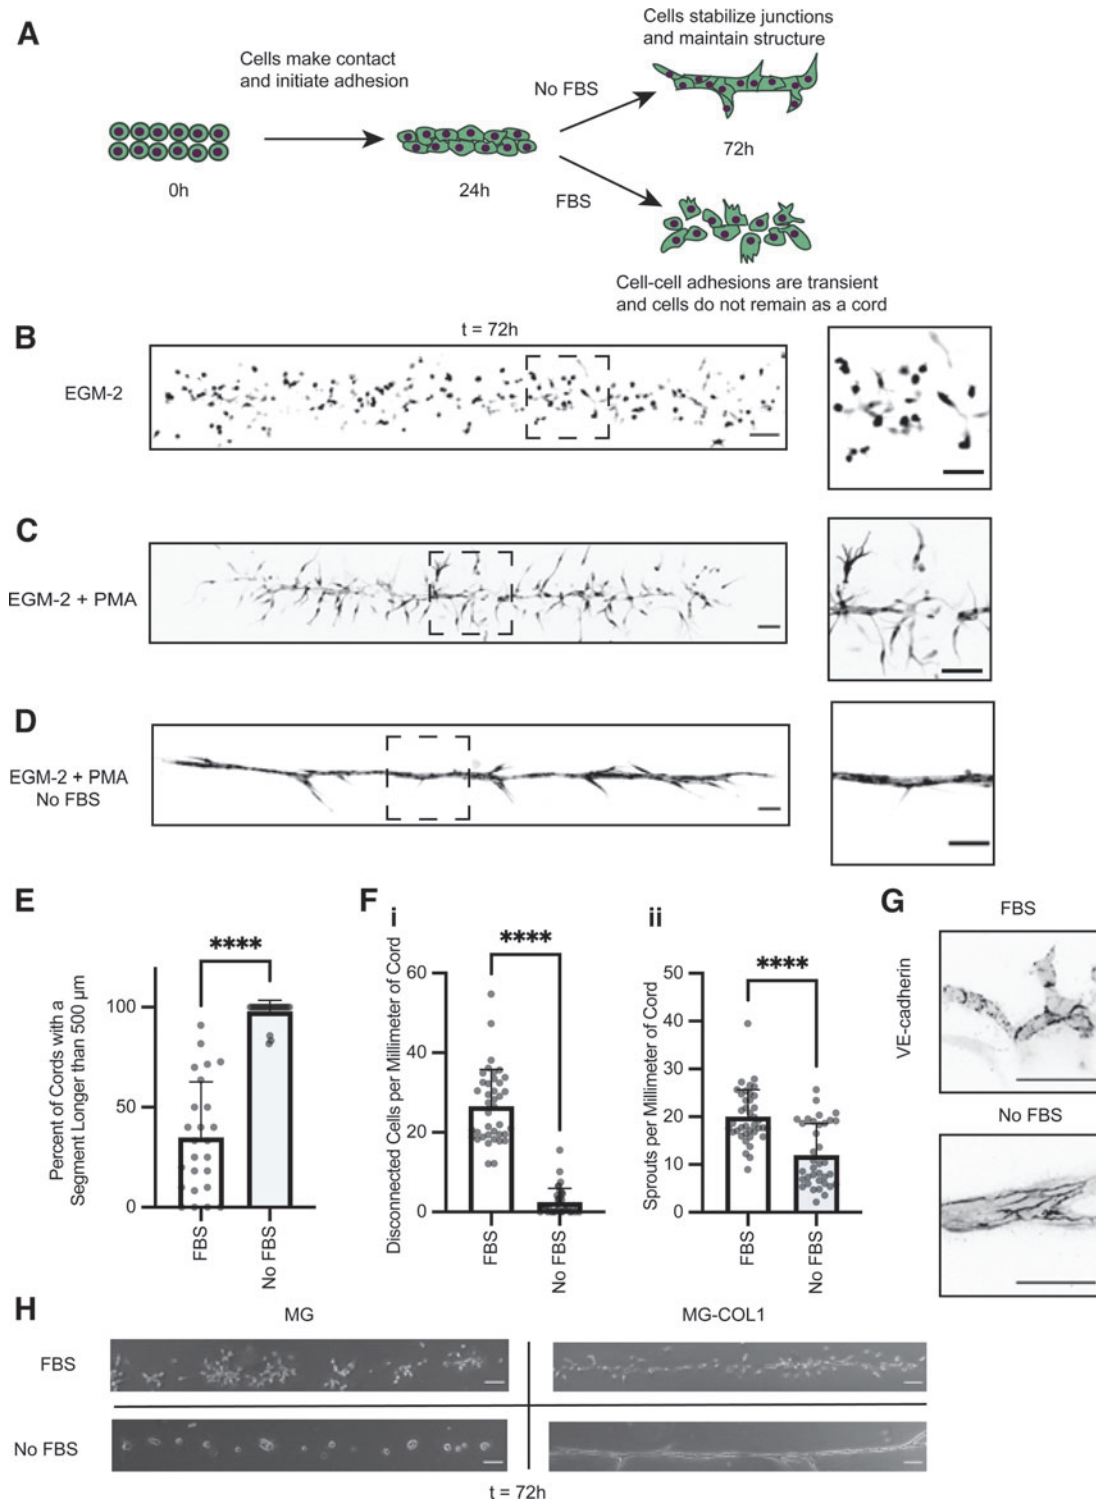 A
Cells make contact
and initiate adhesion
Cells stabilize junctions
and maintain structure
No FBS
0h
24h
72h
FBS
Cell-cell adhesions are transient
and cells do not remain as a cord
B
t = 72h
EGM-2
C
EGM-2 + PMA
D
EGM-2 + PMA
No FBS
E
****
Percent of Cords with a
Segment Longer than 500 µm
100
50
0
FBS
No FBS
F
i
****
Disconnected Cells per Millimeter of Cord
60
40
20
0
FBS
No FBS
ii
****
Sprouts per Millimeter of Cord
50
40
30
20
10
0
FBS
No FBS
G
FBS
VE-cadherin
No FBS
H
MG
MG-COL1
FBS
No FBS
t = 72h